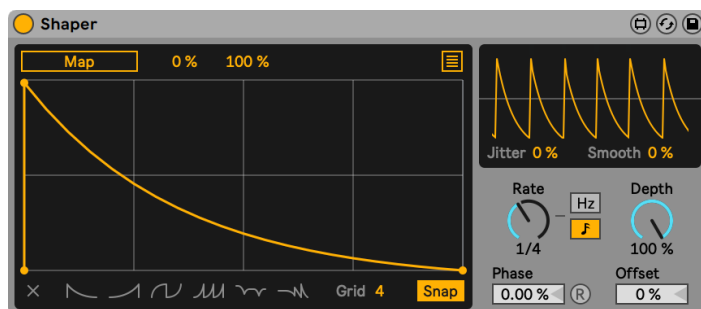 Shaper
Map 0 % 100 %
Jitter 0 % Smooth 0 %
Rate Depth
Hz
1/4 100 %
Phase Offset
0.00 % R 0 %
Grid 4 Snap